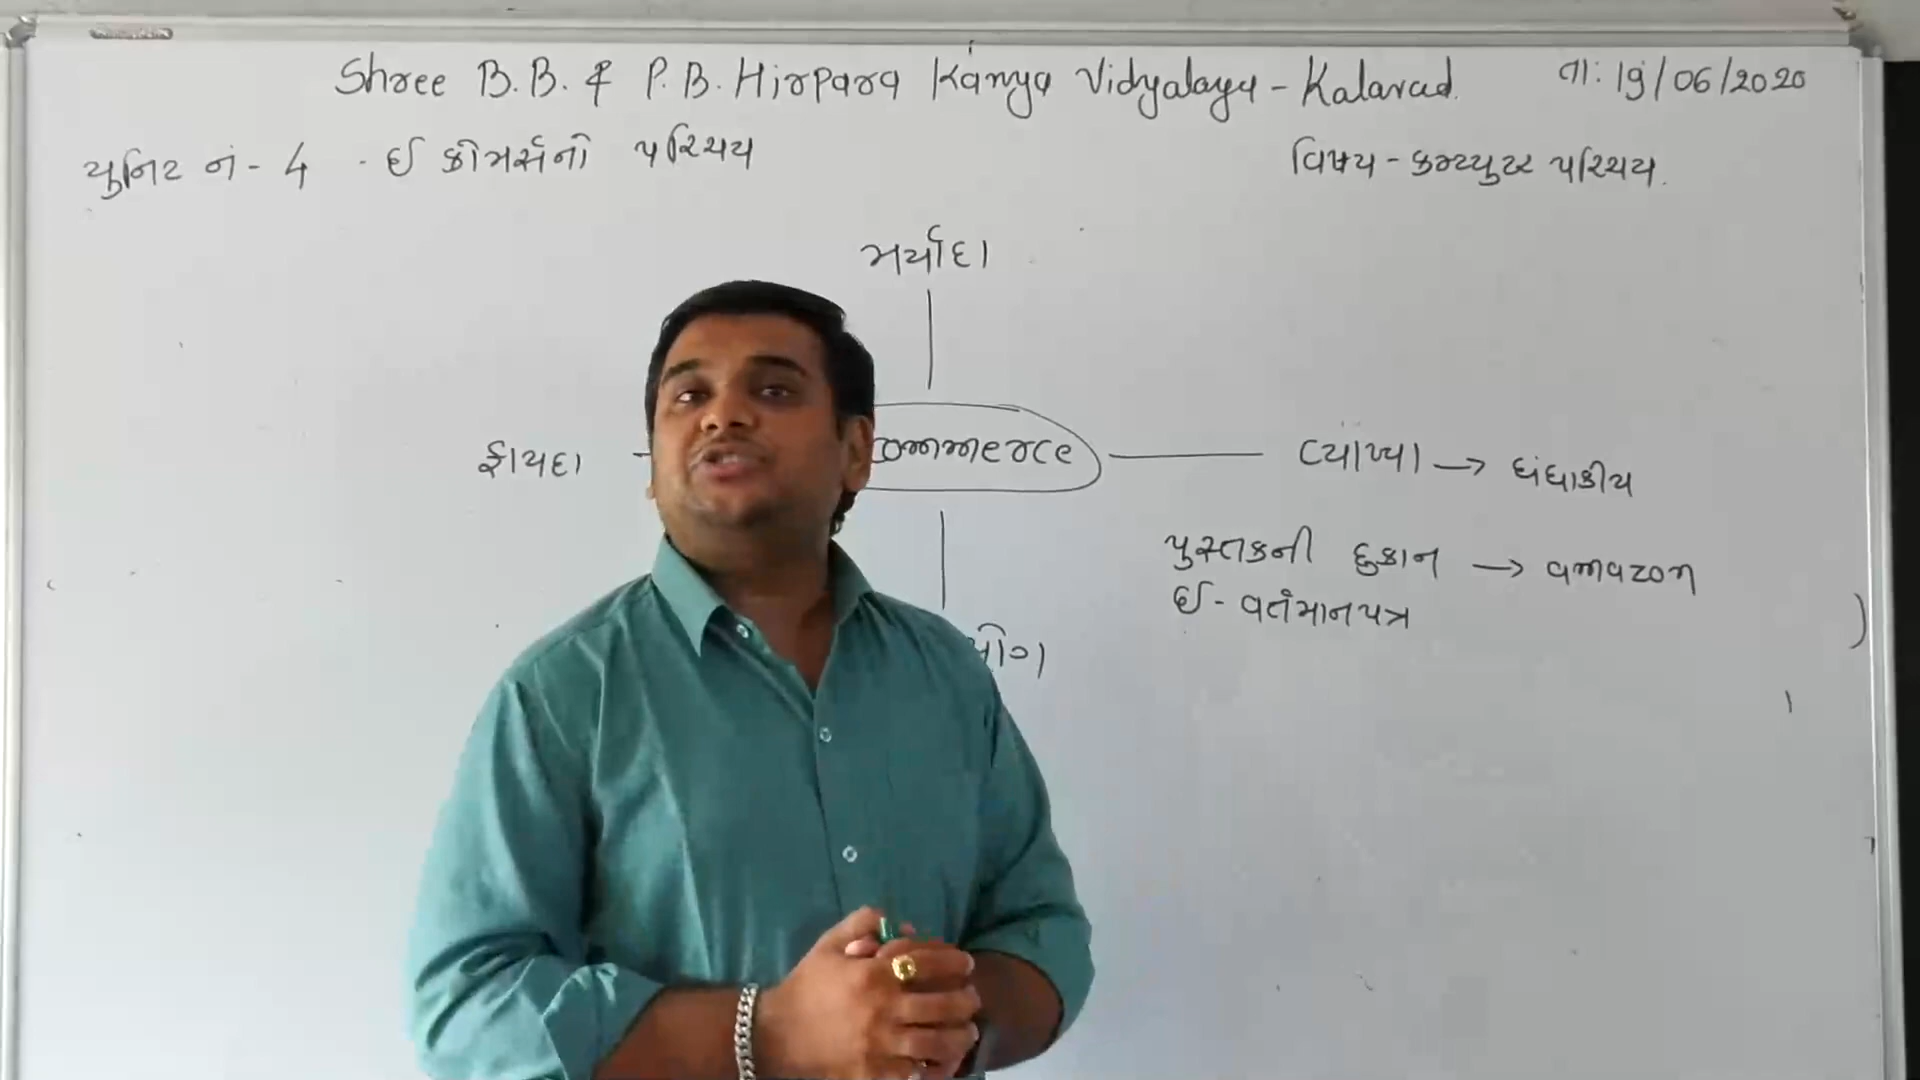 Shree B.B. & P.B. Hirpara Kanya Vidyalaya - Kalavad. તા: 19/06/2020
યુનિટ નં - 4 - ઈ કોમર્સનો પરિચય
વિષય - કમ્પ્યુટર પરિચય.
મર્યાદા
ફાયદા
ommerce
વ્યાખ્યા → ધંધાકીય
પુસ્તકની દુકાન →
ઈ - વર્તમાનપત્ર